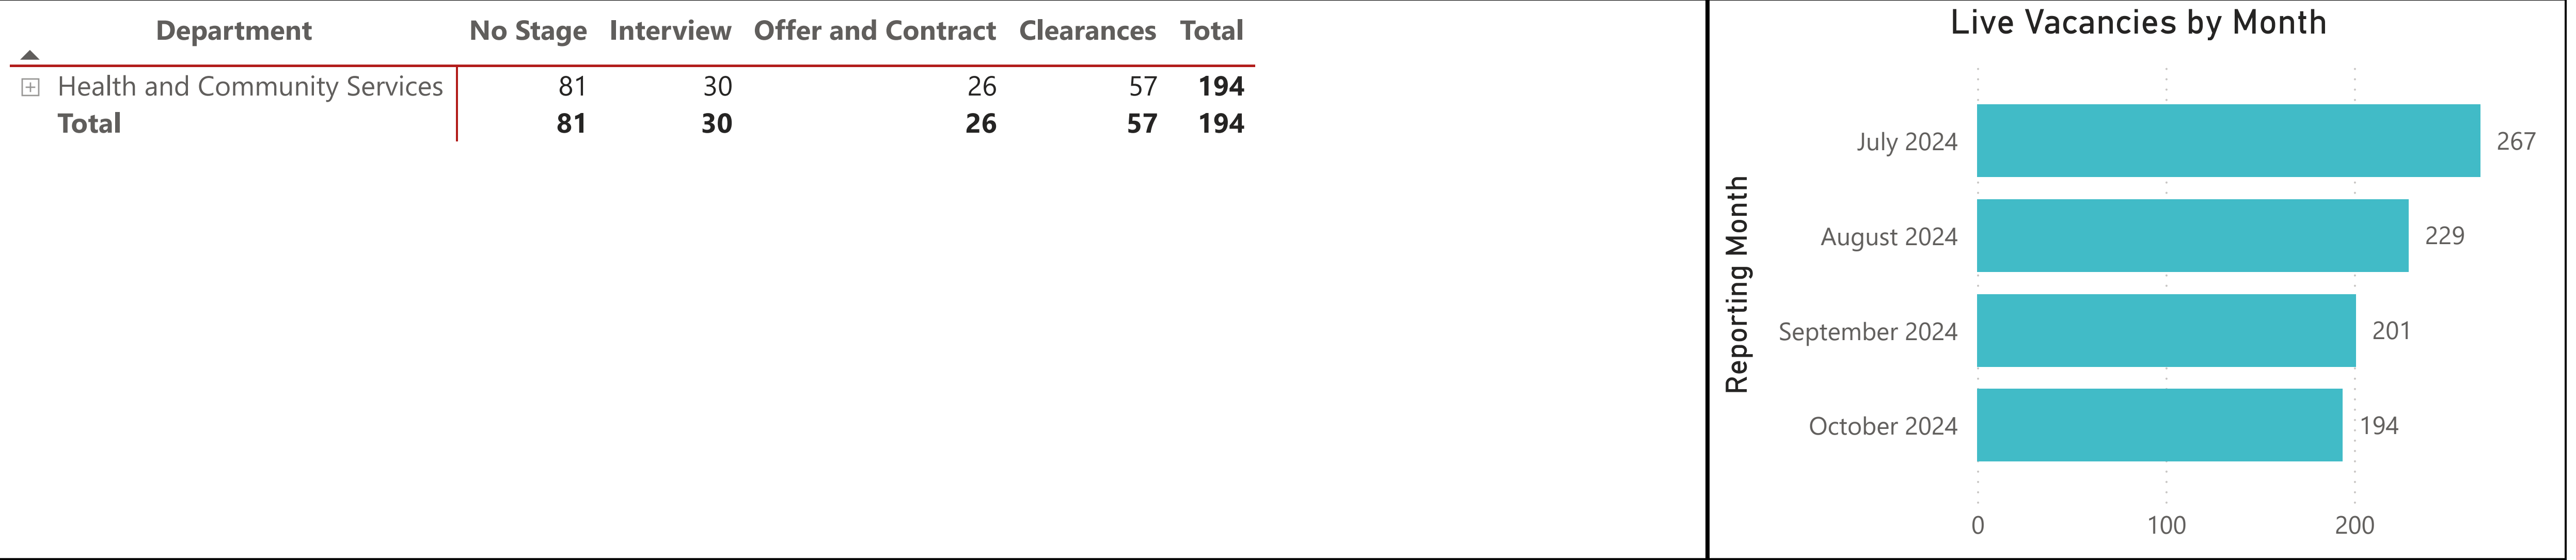 Department No Stage Interview Offer and Contract Clearances Total
Health and Community Services 81 30 26 57 194
Total 81 30 26 57 194
Live Vacancies by Month
Reporting Month
July 2024 267
August 2024 229
September 2024 201
October 2024 194
0 100 200